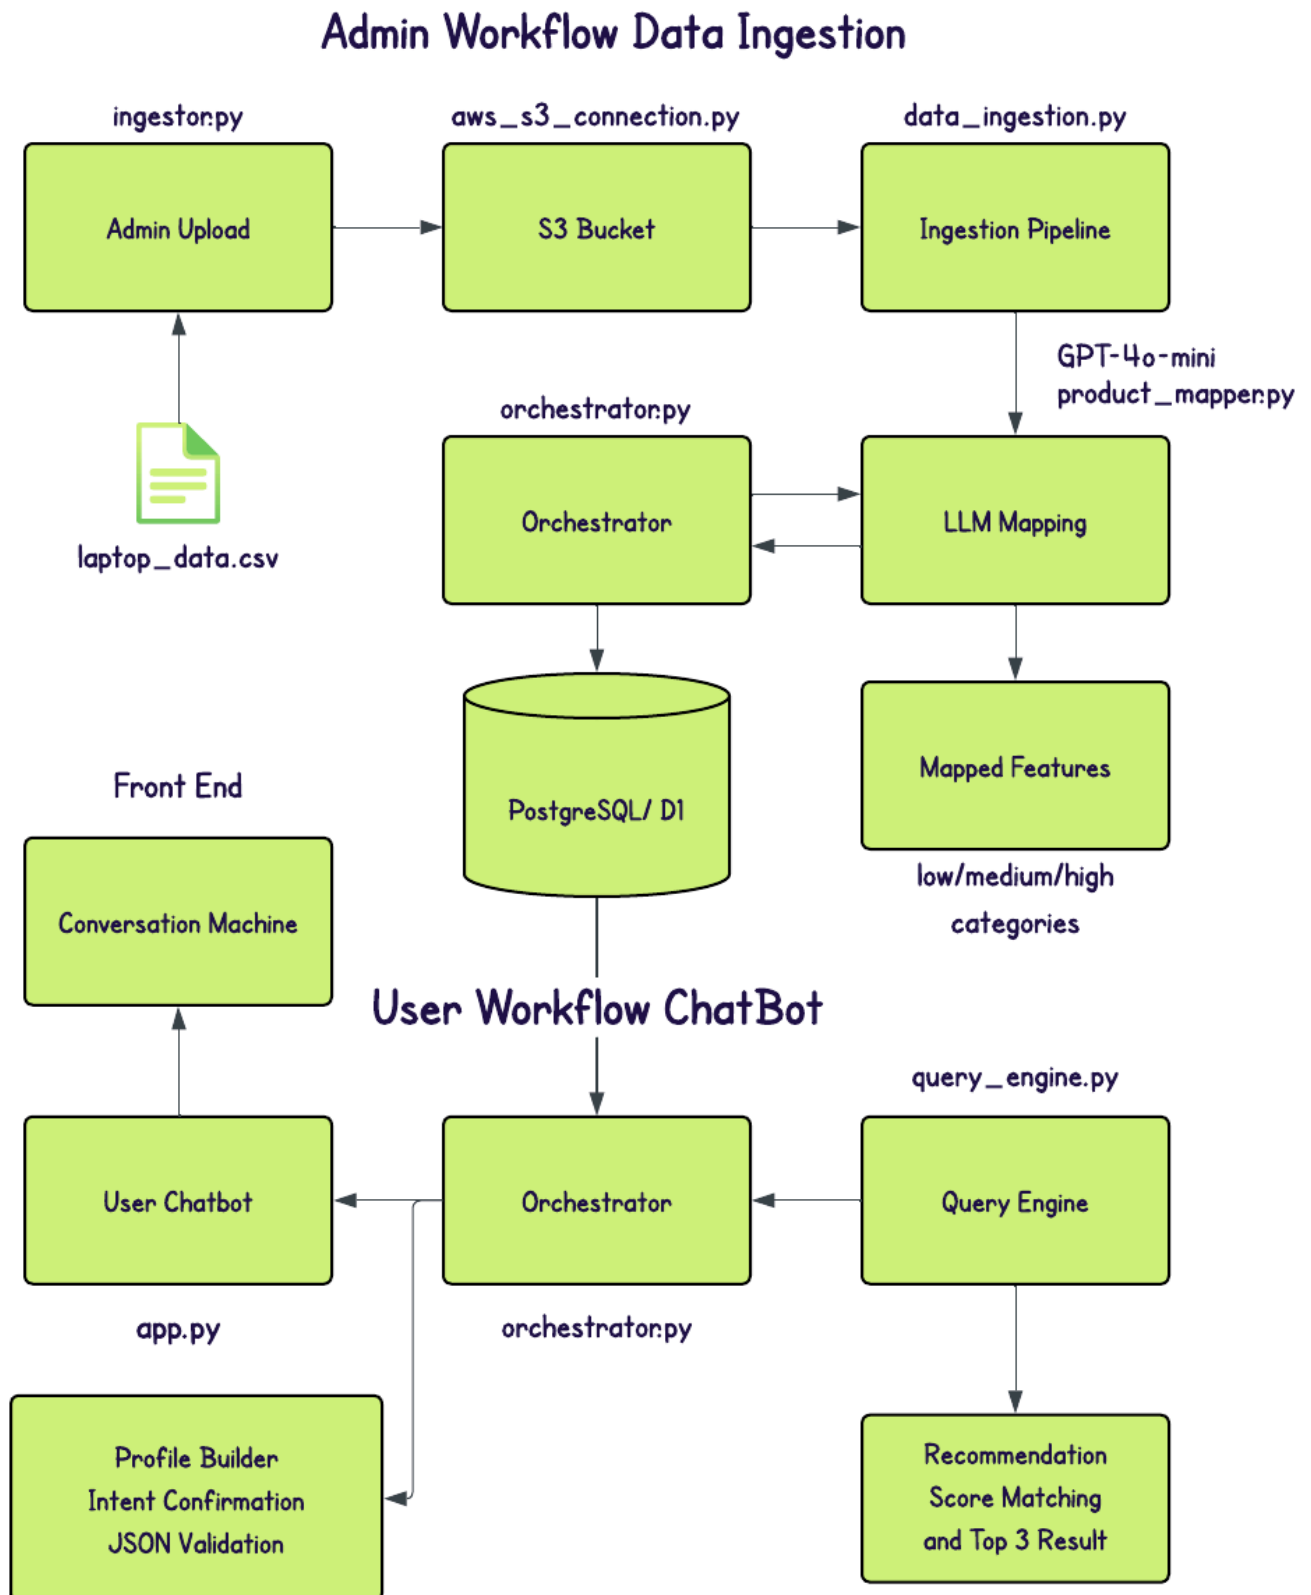 Admin Workflow Data Ingestion
ingestor.py
aws_s3_connection.py
data_ingestion.py
Admin Upload
S3 Bucket
Ingestion Pipeline
GPT-4o-mini
product_mapper.py
orchestrator.py
Orchestrator
LLM Mapping
laptop_data.csv
Mapped Features
PostgreSQL/ D1
low/medium/high
categories
Front End
Conversation Machine
User Workflow ChatBot
query_engine.py
User Chatbot
Orchestrator
Query Engine
app.py
orchestrator.py
Profile Builder
Intent Confirmation
JSON Validation
Recommendation
Score Matching
and Top 3 Result